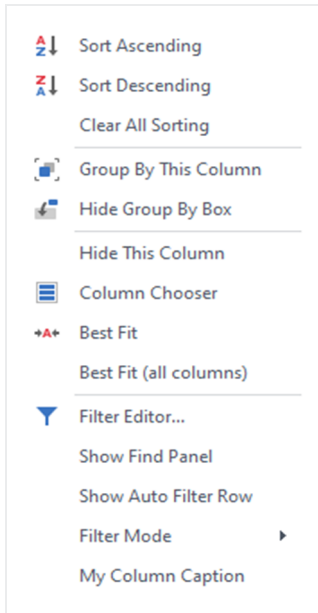 Sort Ascending
Sort Descending
Clear All Sorting
Group By This Column
Hide Group By Box
Hide This Column
Column Chooser
Best Fit
Best Fit (all columns)
Filter Editor...
Show Find Panel
Show Auto Filter Row
Filter Mode
My Column Caption